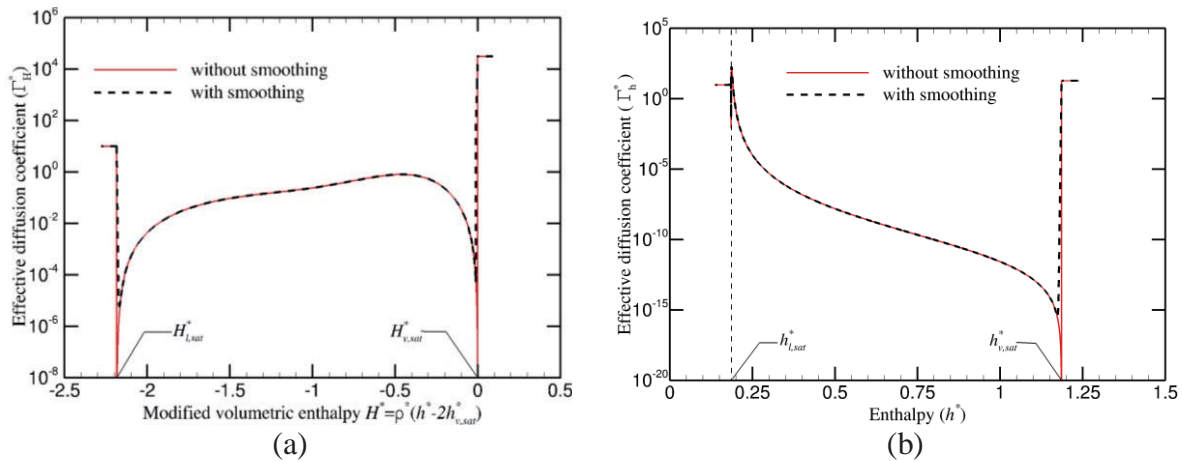 10^6
10^4
10^2
10^0
10^-2
10^-4
10^-6
10^-8
Effective diffusion coefficient (Γ*_H)
without smoothing
with smoothing
H*_l,sat
H*_v,sat
-2.5 -2 -1.5 -1 -0.5 0 0.5
Modified volumetric enthalpy H*=ρ*(h*-2h*_v,sat)
(a)
10^5
10^0
10^-5
10^-10
10^-15
10^-20
Effective diffusion coefficient (Γ*_h)
without smoothing
with smoothing
h*_l,sat
h*_v,sat
0 0.25 0.5 0.75 1 1.25 1.5
Enthalpy (h*)
(b)